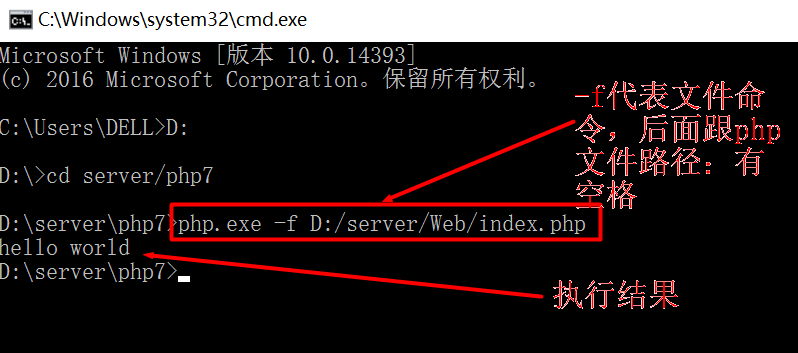 C:\Windows\system32\cmd.exe
Microsoft Windows [版本 10.0.14393]
(c) 2016 Microsoft Corporation。保留所有权利。
C:\Users\DELL>D:
D:\>cd server/php7
D:\server\php7>php.exe -f D:/server/Web/index.php
hello world
D:\server\php7>
-f代表文件命
令，后面跟php
文件路径：有
空格
执行结果